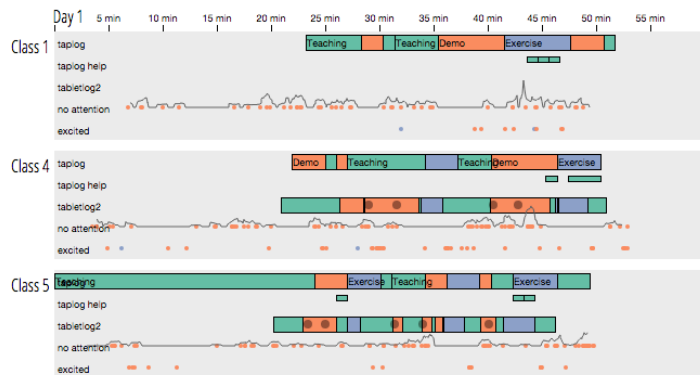 Day 1
5 min 10 min 15 min 20 min 25 min 30 min 35 min 40 min 45 min 50 min 55 min
Class 1
taplog Teaching Teaching Demo Exercise
taplog help
tabletlog2
no attention
excited
Class 4
taplog Demo Teaching Teaching Demo Exercise
taplog help
tabletlog2
no attention
excited
Class 5
taplog Teaching Exercise Teaching Exercise
taplog help
tabletlog2
no attention
excited